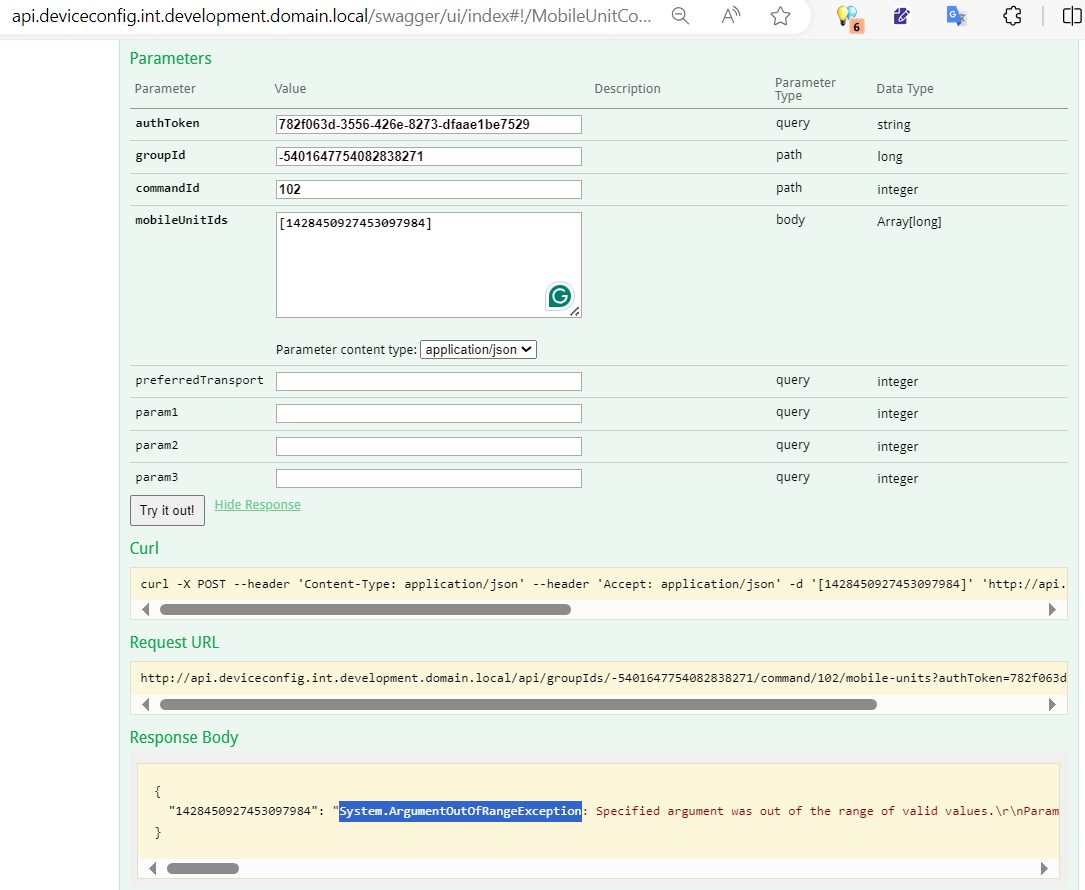 api.deviceconfig.int.development.domain.local/swagger/ui/index#!/MobileUnitCo...
6
Parameters
Parameter Value Description Parameter Type Data Type
authToken 782f063d-3556-426e-8273-dfaae1be7529 query string
groupId -5401647754082838271 path long
commandId 102 path integer
mobileUnitIds [1428450927453097984] body Array[long]
Parameter content type: application/json
preferredTransport query integer
param1 query integer
param2 query integer
param3 query integer
Try it out! Hide Response
Curl
curl -X POST --header 'Content-Type: application/json' --header 'Accept: application/json' -d '[1428450927453097984]' 'http://api.
Request URL
http://api.deviceconfig.int.development.domain.local/api/groupIds/-5401647754082838271/command/102/mobile-units?authToken=782f063d
Response Body
{
"1428450927453097984": "System.ArgumentOutOfRangeException: Specified argument was out of the range of valid values.\r\nParam
}